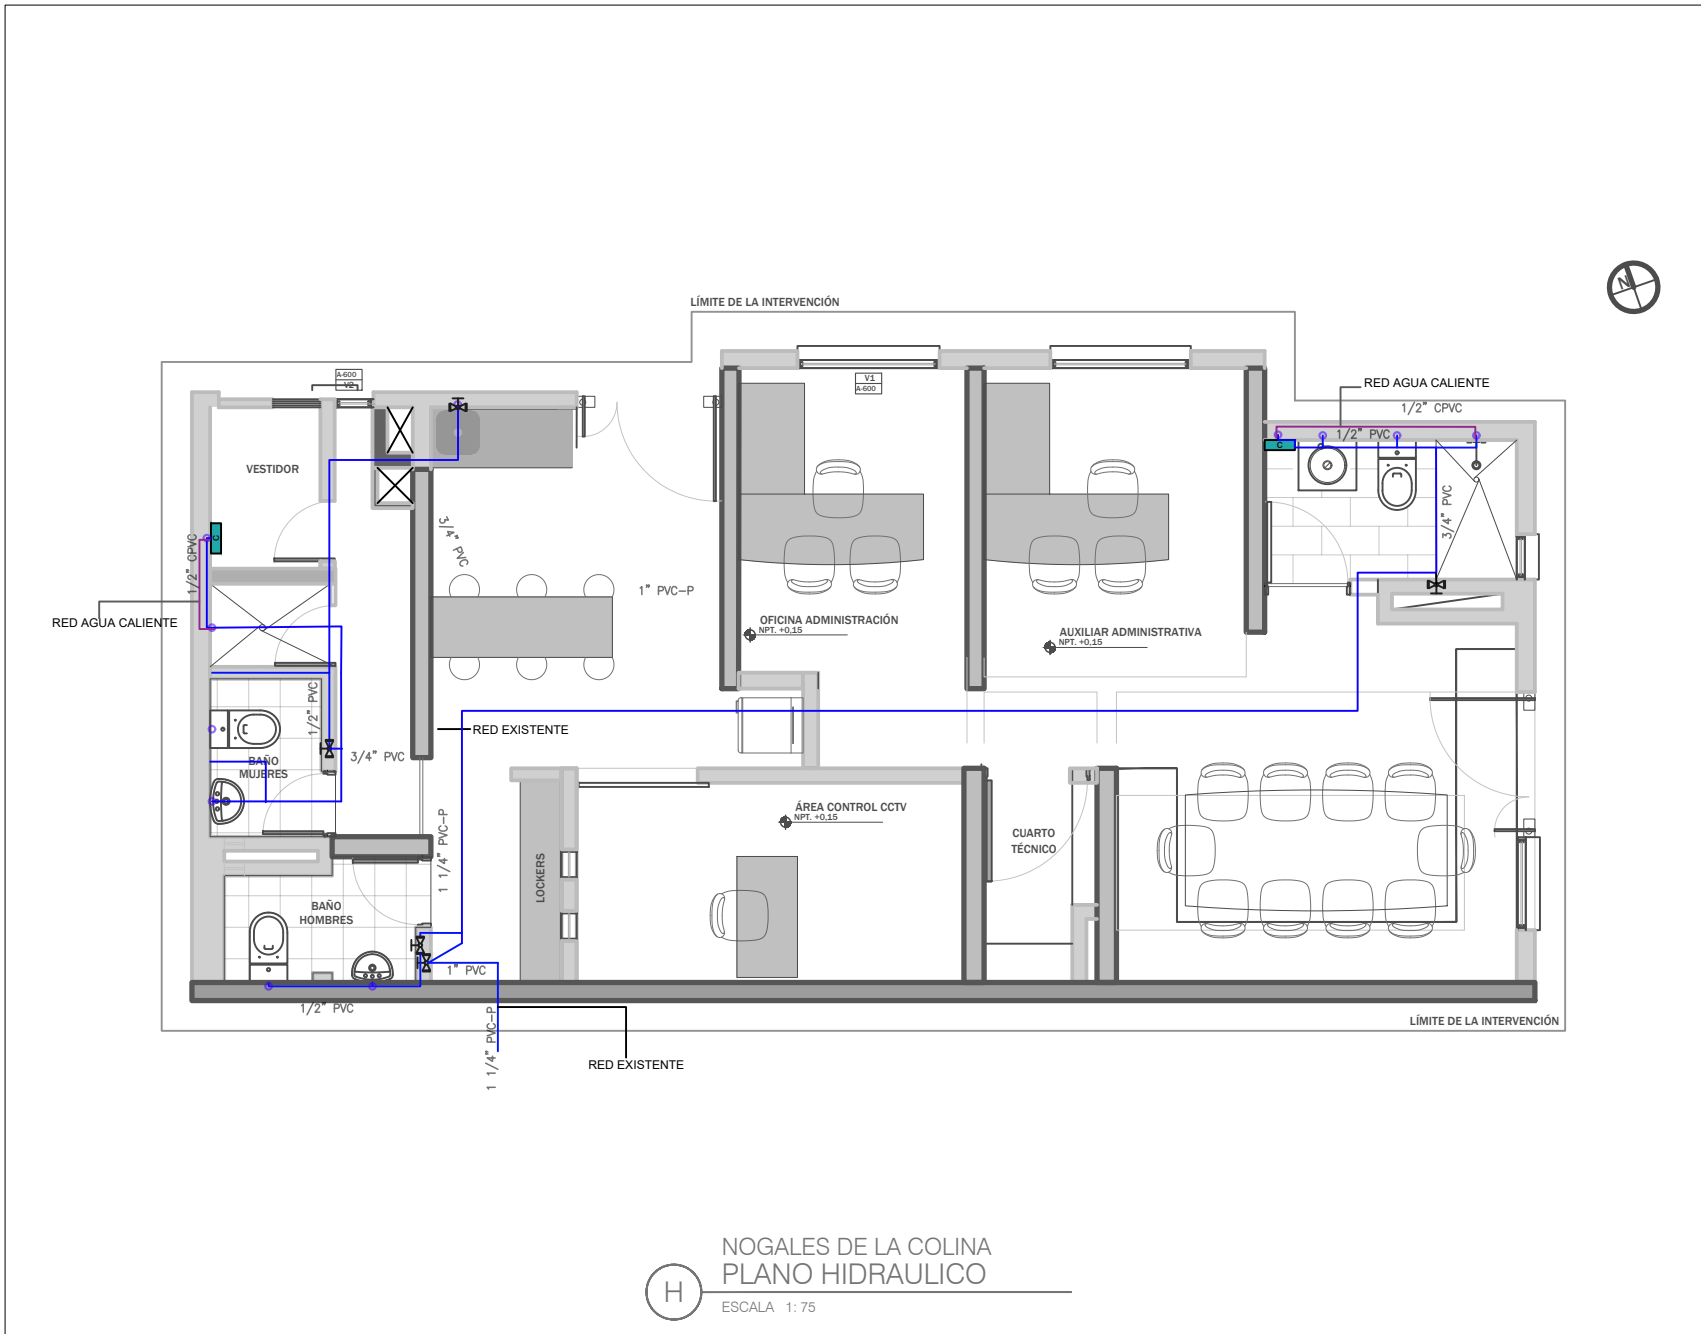 LÍMITE DE LA INTERVENCIÓN
N
A-600
V2
V1
A-600
RED AGUA CALIENTE
1/2" CPVC
1/2" PVC
C
VESTIDOR
3/4" PVC
3/4" PVC
C
1/2" CPVC
1" PVC-P
RED AGUA CALIENTE
OFICINA ADMINISTRACIÓN
NPT. +0,15
AUXILIAR ADMINISTRATIVA
NPT. +0,15
1/2" PVC
RED EXISTENTE
3/4" PVC
BAÑO
MUJERES
ÁREA CONTROL CCTV
NPT. +0,15
CUARTO
TÉCNICO
1 1/4" PVC-P
LOCKERS
BAÑO
HOMBRES
1" PVC
1/2" PVC
1 1/4" PVC-P
LÍMITE DE LA INTERVENCIÓN
RED EXISTENTE
NOGALES DE LA COLINA
H
PLANO HIDRAULICO
ESCALA 1: 75